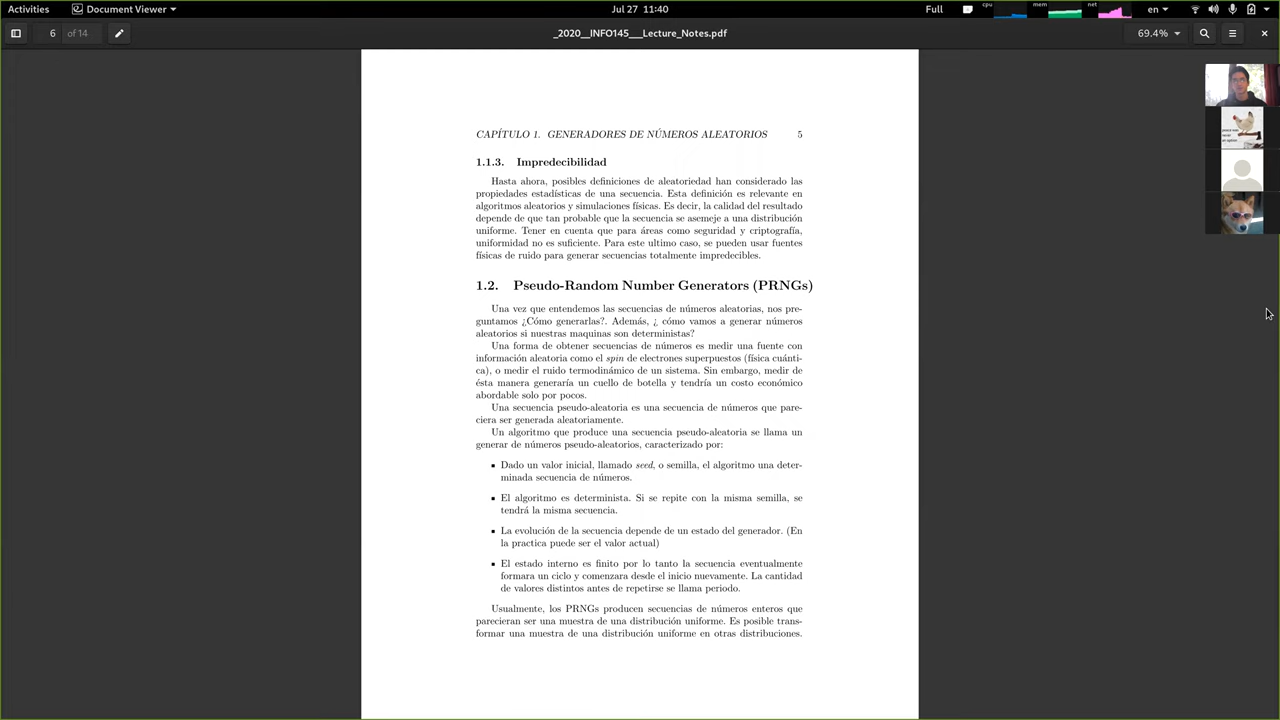 Activities Document Viewer Jul 27 11:40 Full cpu mem net en
6 of 14 _2020__INFO145___Lecture_Notes.pdf 69.4%
CAPÍTULO 1. GENERADORES DE NÚMEROS ALEATORIOS 5
1.1.3. Impredecibilidad
Hasta ahora, posibles definiciones de aleatoriedad han considerado las
propiedades estadísticas de una secuencia. Esta definición es relevante en
algoritmos aleatorios y simulaciones físicas. Es decir, la calidad del resultado
depende de que tan probable que la secuencia se asemeje a una distribución
uniforme. Tener en cuenta que para áreas como seguridad y criptografía,
uniformidad no es suficiente. Para este ultimo caso, se pueden usar fuentes
físicas de ruido para generar secuencias totalmente impredecibles.
1.2. Pseudo-Random Number Generators (PRNGs)
Una vez que entendemos las secuencias de números aleatorias, nos pre-
guntamos ¿Cómo generarlas?. Además, ¿ cómo vamos a generar números
aleatorios si nuestras maquinas son deterministas?
Una forma de obtener secuencias de números es medir una fuente con
información aleatoria como el spin de electrones superpuestos (física cuánti-
ca), o medir el ruido termodinámico de un sistema. Sin embargo, medir de
ésta manera generaría un cuello de botella y tendría un costo económico
abordable solo por pocos.
Una secuencia pseudo-aleatoria es una secuencia de números que pare-
ciera ser generada aleatoriamente.
Un algoritmo que produce una secuencia pseudo-aleatoria se llama un
generar de números pseudo-aleatorios, caracterizado por:
▪ Dado un valor inicial, llamado seed, o semilla, el algoritmo una deter-
minada secuencia de números.
▪ El algoritmo es determinista. Si se repite con la misma semilla, se
tendrá la misma secuencia.
▪ La evolución de la secuencia depende de un estado del generador. (En
la practica puede ser el valor actual)
▪ El estado interno es finito por lo tanto la secuencia eventualmente
formara un ciclo y comenzara desde el inicio nuevamente. La cantidad
de valores distintos antes de repetirse se llama periodo.
Usualmente, los PRNGs producen secuencias de números enteros que
parecieran ser una muestra de una distribución uniforme. Es posible trans-
formar una muestra de una distribución uniforme en otras distribuciones.